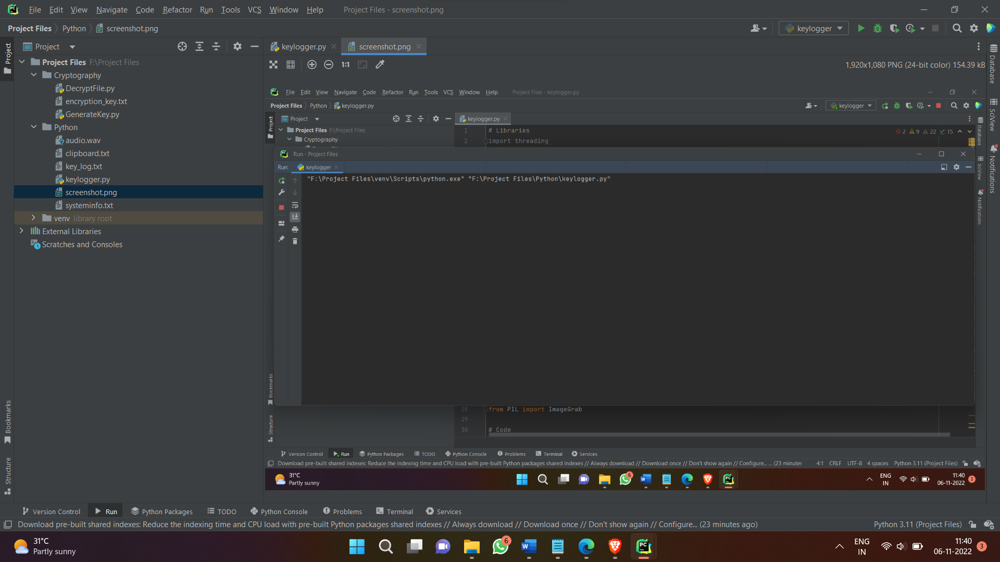 File Edit View Navigate Code Refactor Run Tools VCS Window Help Project Files - screenshot.png
Project Files Python screenshot.png keylogger
Project keylogger.py screenshot.png
1:1 1,920x1,080 PNG (24-bit color) 154.39 kB
Project Files F:\Project Files
Cryptography
DecryptFile.py
encryption_key.txt
GenerateKey.py
Python
audio.wav
clipboard.txt
key_log.txt
keylogger.py
screenshot.png
systeminfo.txt
venv library root
External Libraries
Scratches and Consoles
Project
Bookmarks
Structure
Database
SciView
Notifications
File Edit View Navigate Code Refactor Run Tools VCS Window Help Project Files - keylogger.py
Project Files Python keylogger.py keylogger
Project keylogger.py
Project Files F:\Project Files
Cryptography
1 # Libraries
2 import threading
2 9 22 15
Run - Project Files
Run: keylogger
"F:\Project Files\venv\Scripts\python.exe" "F:\Project Files\Python\keylogger.py"
28 from PIL import ImageGrab
29
30 # Code
Project
Bookmarks
Structure
Database
SciView
Notifications
Version Control Run Python Packages TODO Python Console Problems Terminal Services
Download pre-built shared indexes: Reduce the indexing time and CPU load with pre-built Python packages shared indexes // Always download // Download once // Don't show again // Configure... ... (23 minutes 4:1 CRLF UTF-8 4 spaces Python 3.11 (Project Files)
31°C
Partly sunny
6
ENG
IN
11:40
06-11-2022
3
Version Control Run Python Packages TODO Python Console Problems Terminal Services
Download pre-built shared indexes: Reduce the indexing time and CPU load with pre-built Python packages shared indexes // Always download // Download once // Don't show again // Configure... (23 minutes ago) Python 3.11 (Project Files)
31°C
Partly sunny
6
ENG
IN
11:40
06-11-2022
3